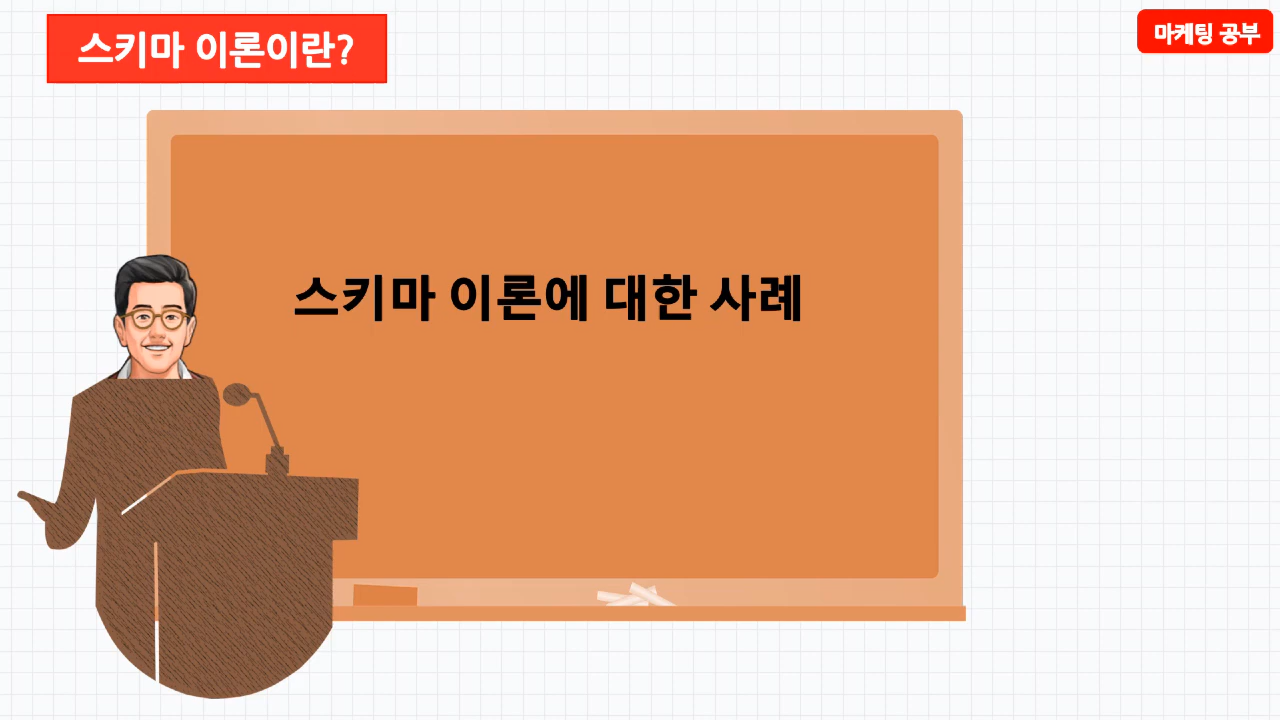 스키마 이론이란?
마케팅 공부
스키마 이론에 대한 사례